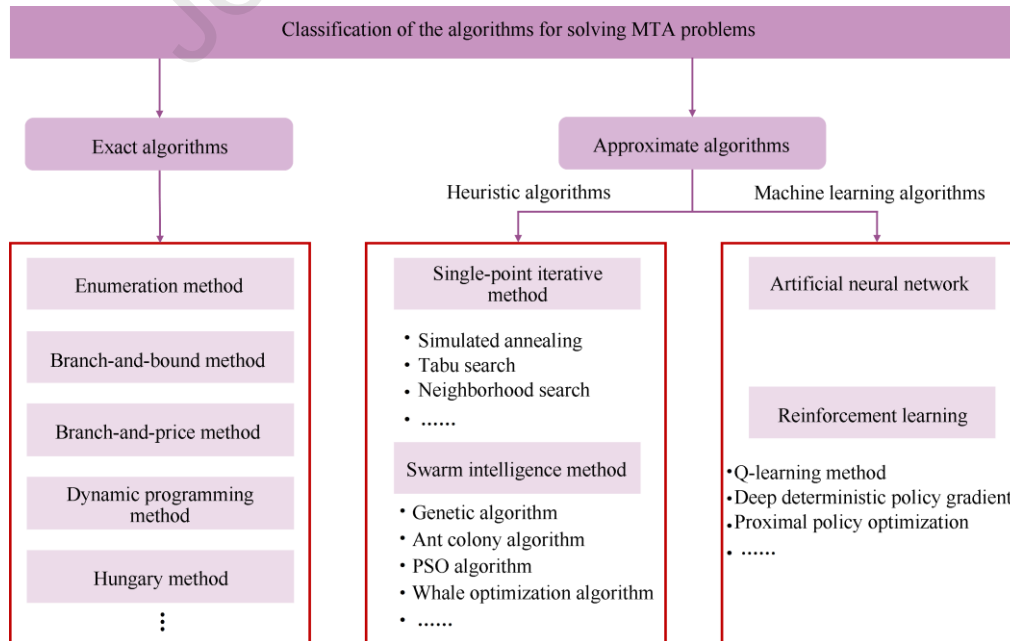 Classification of the algorithms for solving MTA problems
Exact algorithms
Approximate algorithms
Heuristic algorithms
Machine learning algorithms
Enumeration method
Branch-and-bound method
Branch-and-price method
Dynamic programming
method
Hungary method
⋮
Single-point iterative
method
• Simulated annealing
• Tabu search
• Neighborhood search
• ......
Swarm intelligence method
• Genetic algorithm
• Ant colony algorithm
• PSO algorithm
• Whale optimization algorithm
• ......
Artificial neural network
Reinforcement learning
• Q-learning method
• Deep deterministic policy gradient
• Proximal policy optimization
• ......